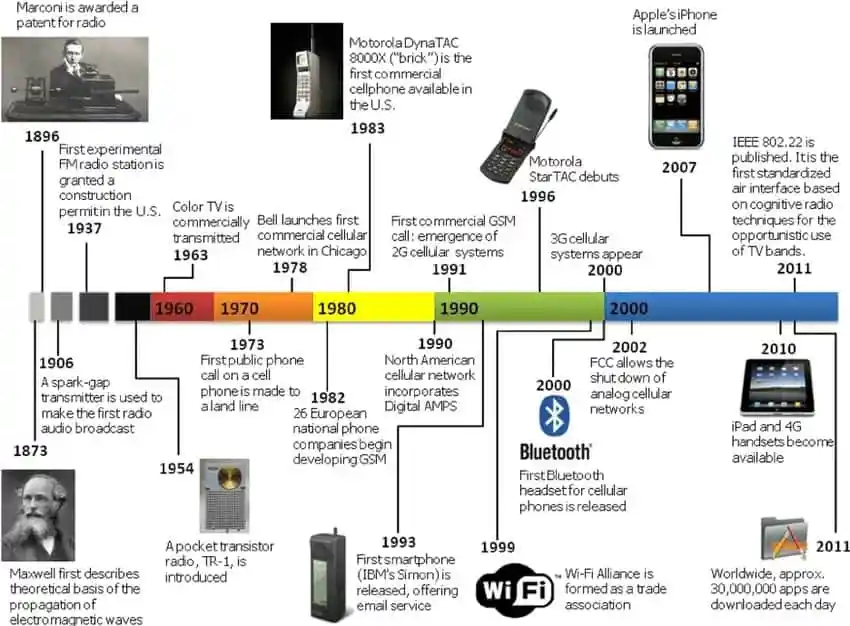 Marconi is awarded a
patent for radio
1896
First experimental
FM radio station is
granted a
construction
permit in the U.S.
1937
Color TV is
commercially
transmitted
1963
Bell launches first
commercial cellular
network in Chicago
1978
Motorola DynaTAC
8000X ("brick") is the
first commercial
cellphone available in
the U.S.
1983
First commercial GSM
call: emergence of
2G cellular systems
1991
Motorola
StarTAC debuts
1996
3G cellular
systems appear
2000
Apple's iPhone
is launched
2007
IEEE 802.22 is
published. It is the
first standardized
air interface based
on cognitive radio
techniques for the
opportunistic use
of TV bands.
2011
1960
1970
1980
1990
2000
1873
Maxwell first describes
theoretical basis of the
propagation of
electromagnetic waves
1906
A spark-gap
transmitter is used to
make the first radio
audio broadcast
1954
A pocket transistor
radio, TR-1, is
introduced
1973
First public phone
call on a cell
phone is made to
a land line
1982
26 European
national phone
companies begin
developing GSM
1990
North American
cellular network
incorporates
Digital AMPS
1993
First smartphone
(IBM's Simon) is
released, offering
email service
1999
Wi Fi
Wi-Fi Alliance is
formed as a trade
association
2000
Bluetooth
First Bluetooth
headset for cellular
phones is released
2002
FCC allows the
shut down of
analog cellular
networks
2010
iPad and 4G
handsets become
available
2011
Worldwide, approx.
30,000,000 apps are
downloaded each day